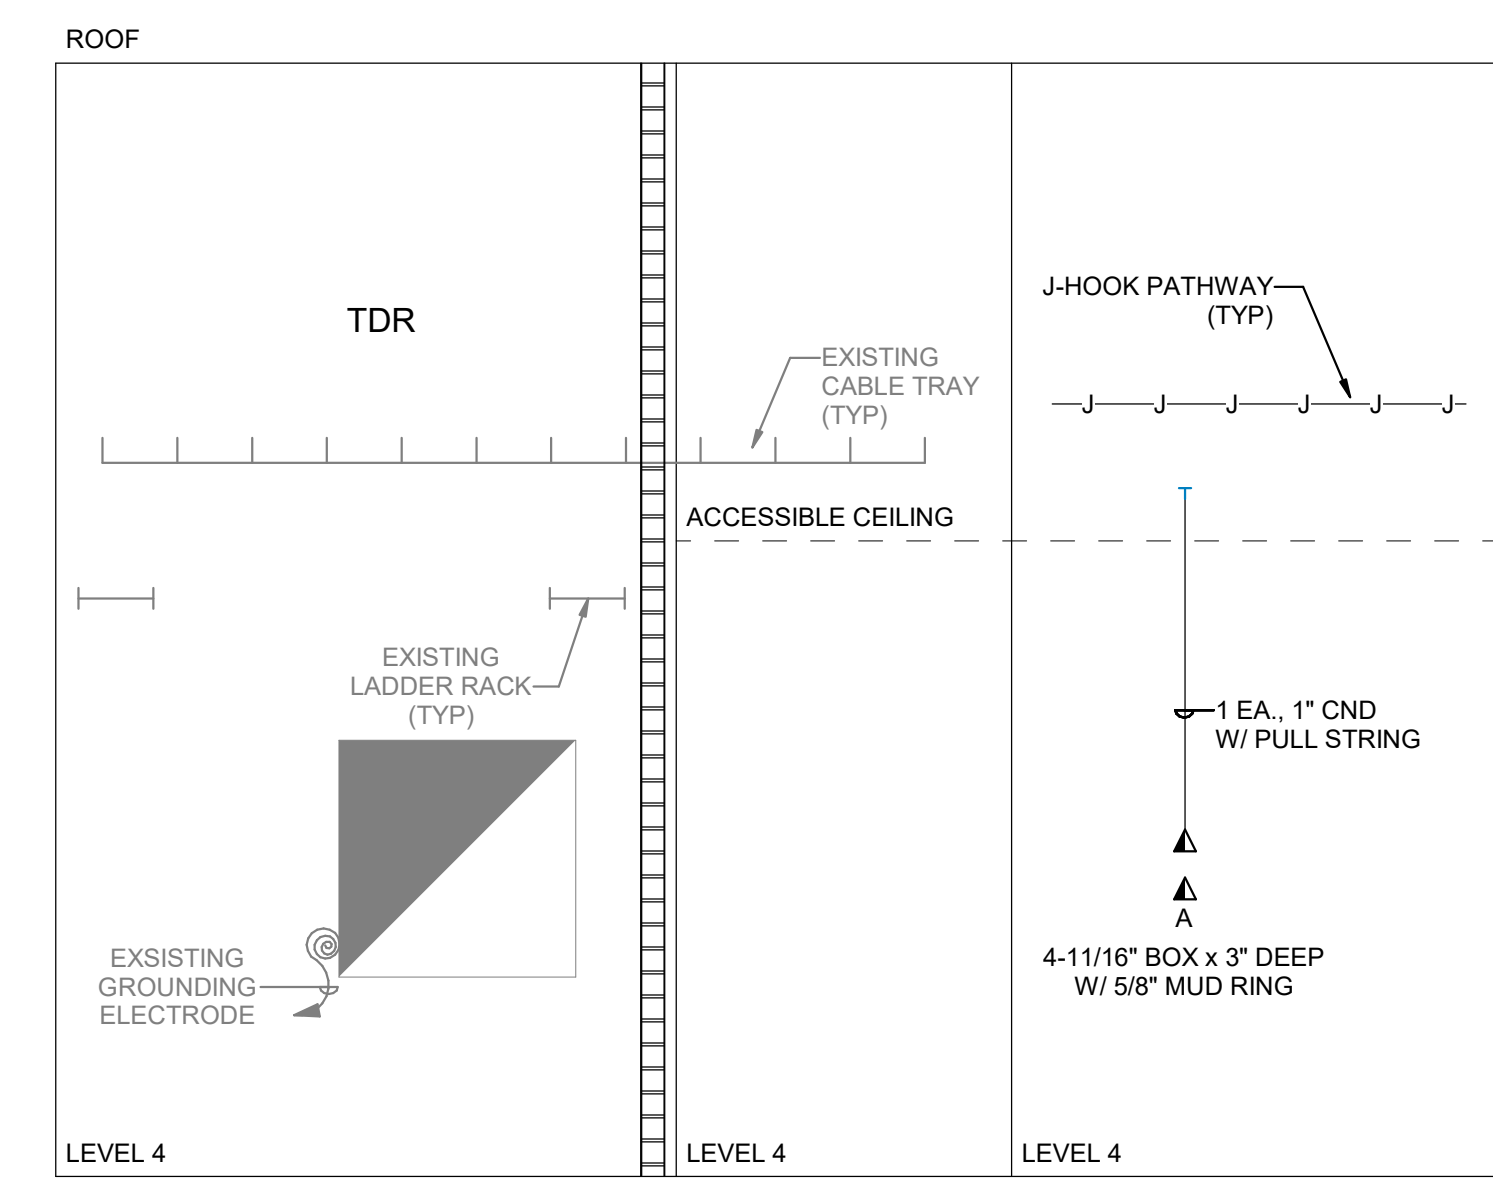 ROOF
TDR
EXISTING
CABLE TRAY
(TYP)
J-HOOK PATHWAY
(TYP)
J J J J J J
ACCESSIBLE CEILING
EXISTING
LADDER RACK
(TYP)
1 EA., 1" CND
W/ PULL STRING
A
4-11/16" BOX x 3" DEEP
W/ 5/8" MUD RING
EXSISTING
GROUNDING
ELECTRODE
LEVEL 4
LEVEL 4
LEVEL 4